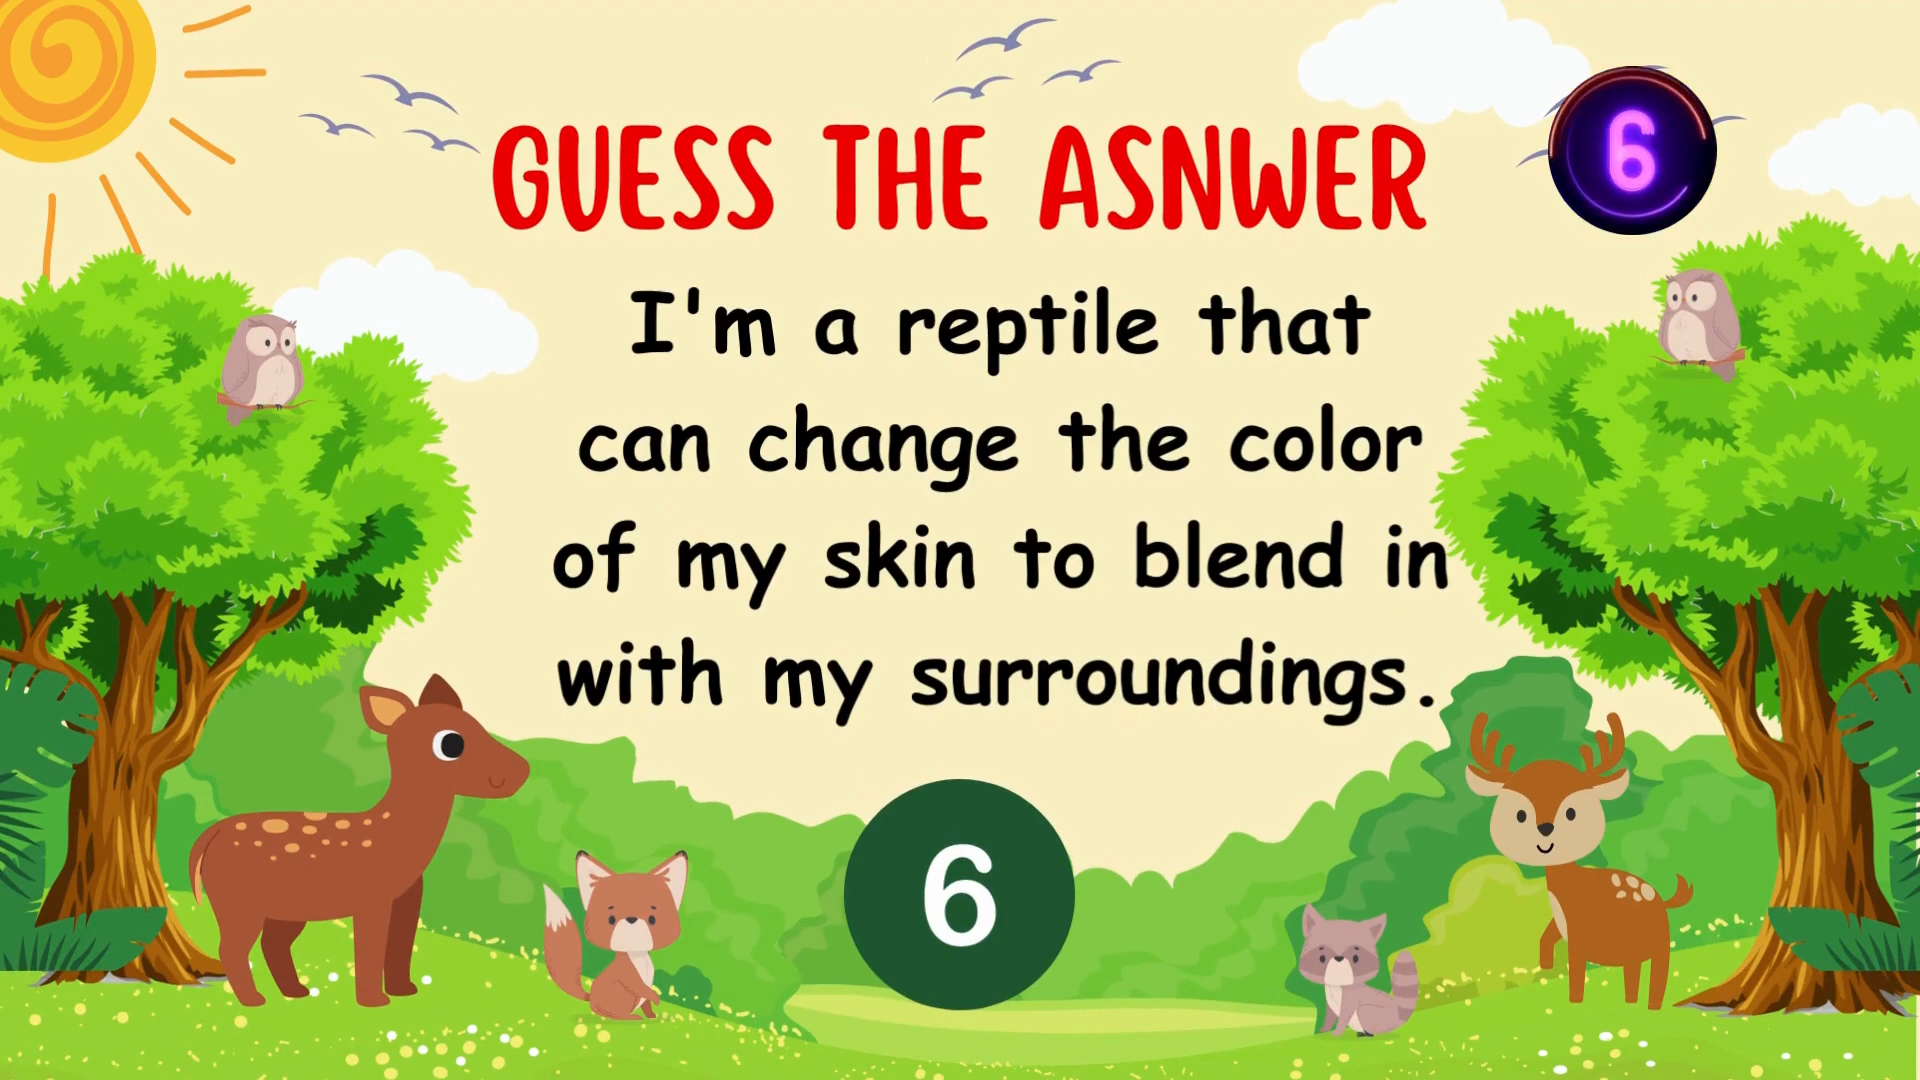 GUESS THE ASNWER
6
I'm a reptile that
can change the color
of my skin to blend in
with my surroundings.
6